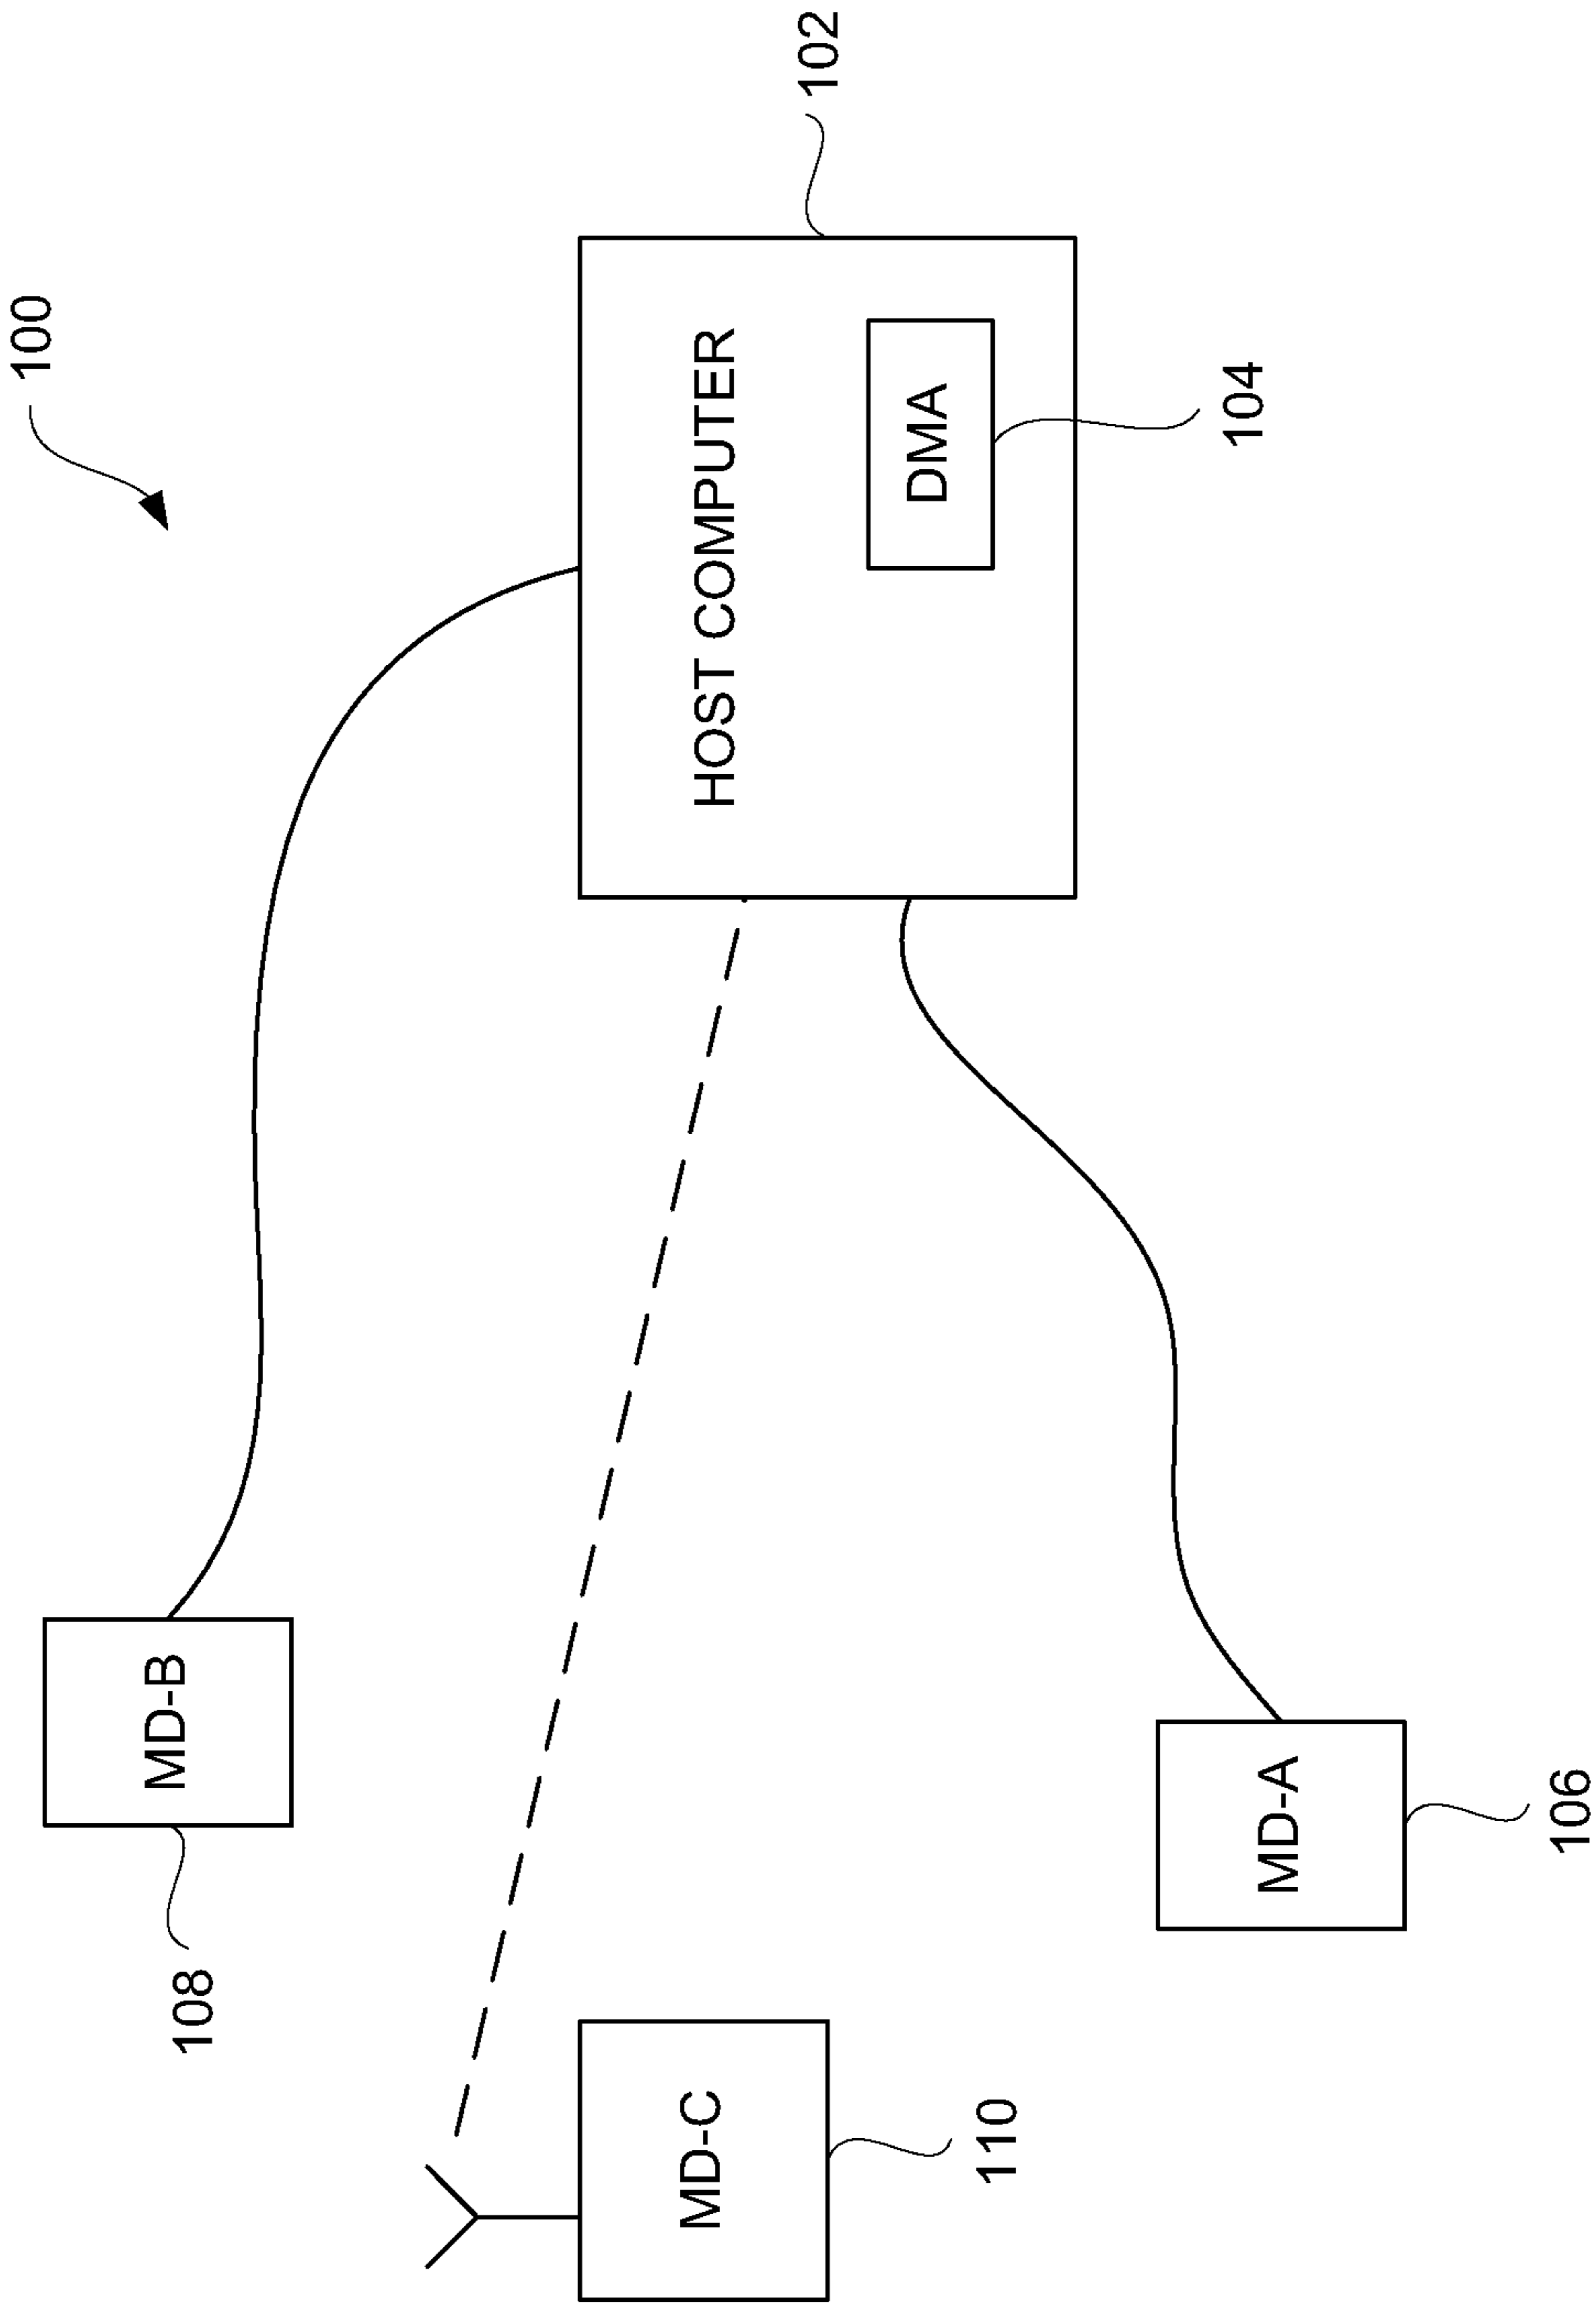 100
102
HOST COMPUTER
DMA
104
MD-B
108
MD-C
110
MD-A
106